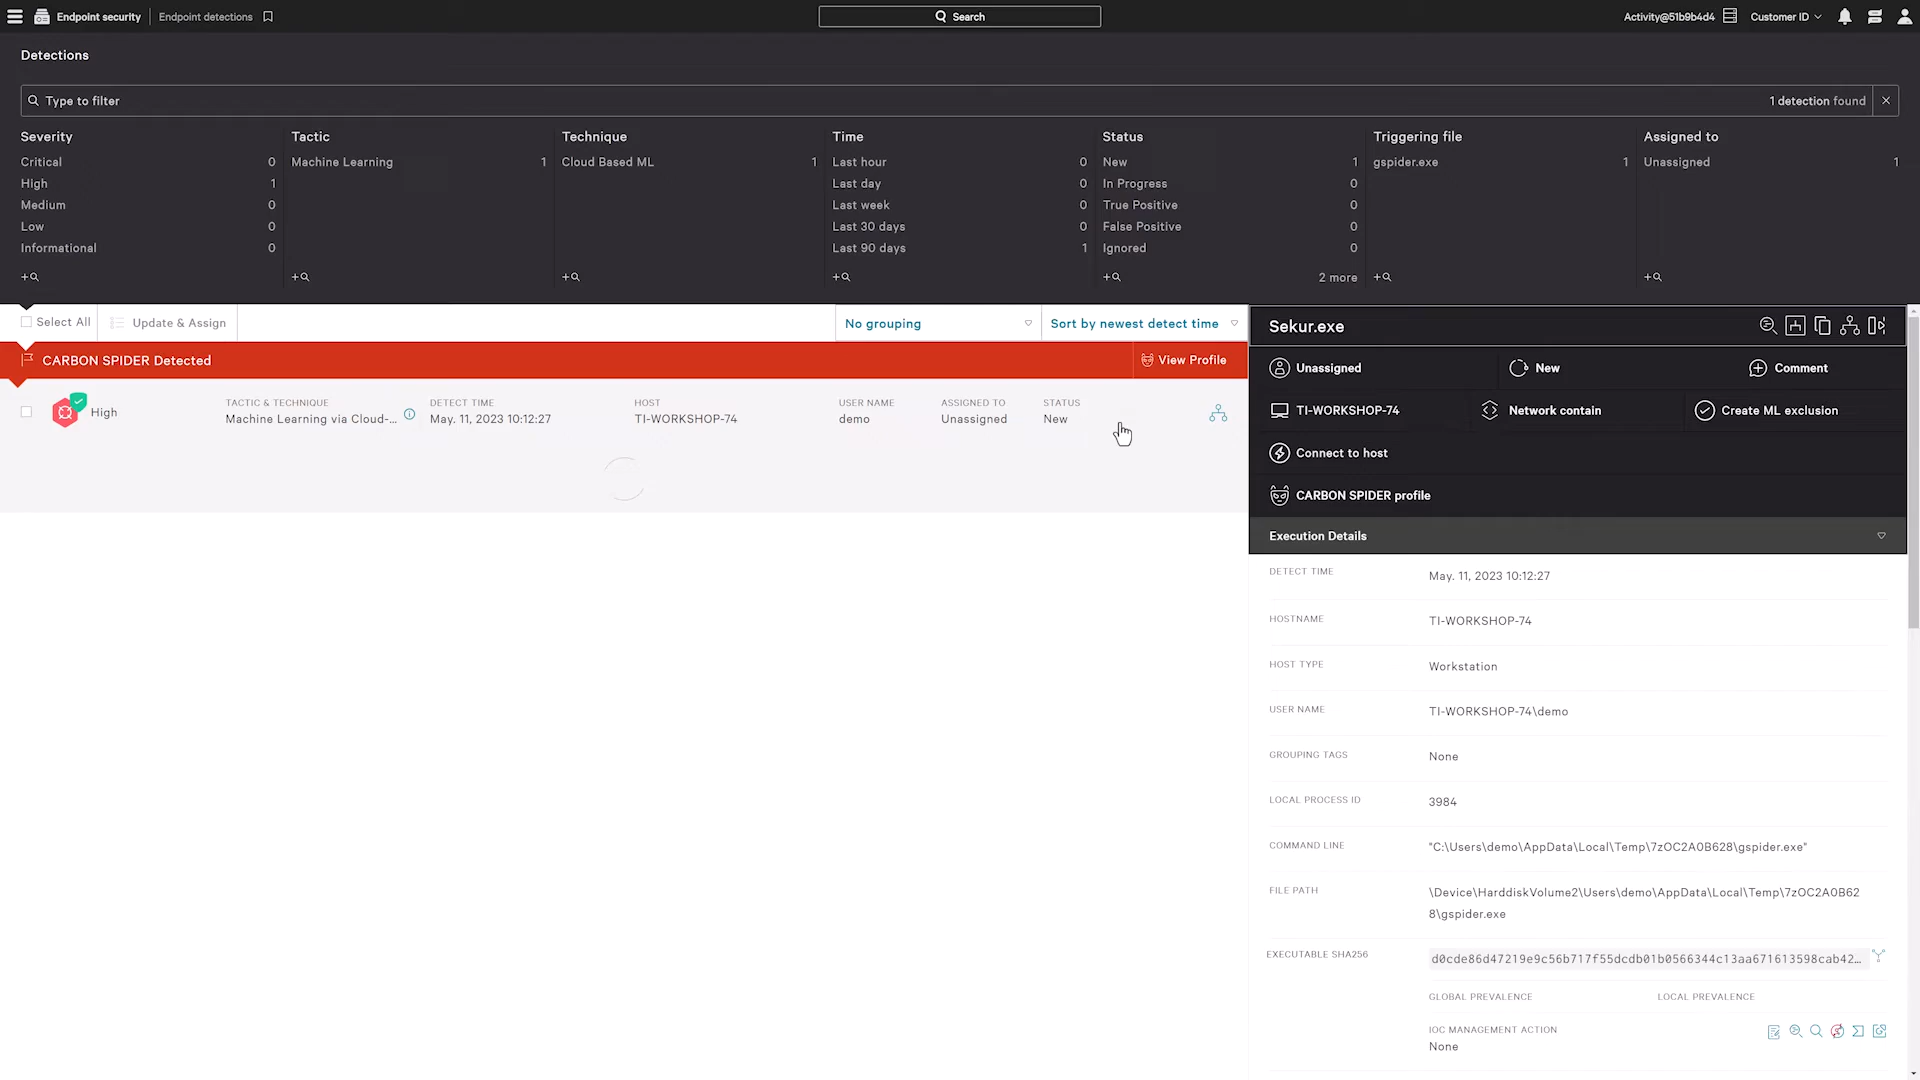 Endpoint security
Endpoint detections
Search
Activity@51b9b4d4
Customer ID
Detections
Type to filter
1 detection found
Severity
Critical 0
High 1
Medium 0
Low 0
Informational 0
Tactic
Machine Learning 1
Technique
Cloud Based ML 1
Time
Last hour 0
Last day 0
Last week 0
Last 30 days 0
Last 90 days 1
Status
New 1
In Progress 0
True Positive 0
False Positive 0
Ignored 0
2 more
Triggering file
gspider.exe 1
Assigned to
Unassigned 1
Select All
Update & Assign
No grouping
Sort by newest detect time
CARBON SPIDER Detected
View Profile
High
TACTIC & TECHNIQUE
Machine Learning via Cloud-...
DETECT TIME
May. 11, 2023 10:12:27
HOST
TI-WORKSHOP-74
USER NAME
demo
ASSIGNED TO
Unassigned
STATUS
New
Sekur.exe
Unassigned
New
Comment
TI-WORKSHOP-74
Network contain
Create ML exclusion
Connect to host
CARBON SPIDER profile
Execution Details
DETECT TIME
May. 11, 2023 10:12:27
HOSTNAME
TI-WORKSHOP-74
HOST TYPE
Workstation
USER NAME
TI-WORKSHOP-74\demo
GROUPING TAGS
None
LOCAL PROCESS ID
3984
COMMAND LINE
"C:\Users\demo\AppData\Local\Temp\7zOC2A0B628\gspider.exe"
FILE PATH
\Device\HarddiskVolume2\Users\demo\AppData\Local\Temp\7zOC2A0B62
8\gspider.exe
EXECUTABLE SHA256
d0cde86d47219e9c56b717f55dcdb01b0566344c13aa671613598cab42...
GLOBAL PREVALENCE
LOCAL PREVALENCE
IOC MANAGEMENT ACTION
None